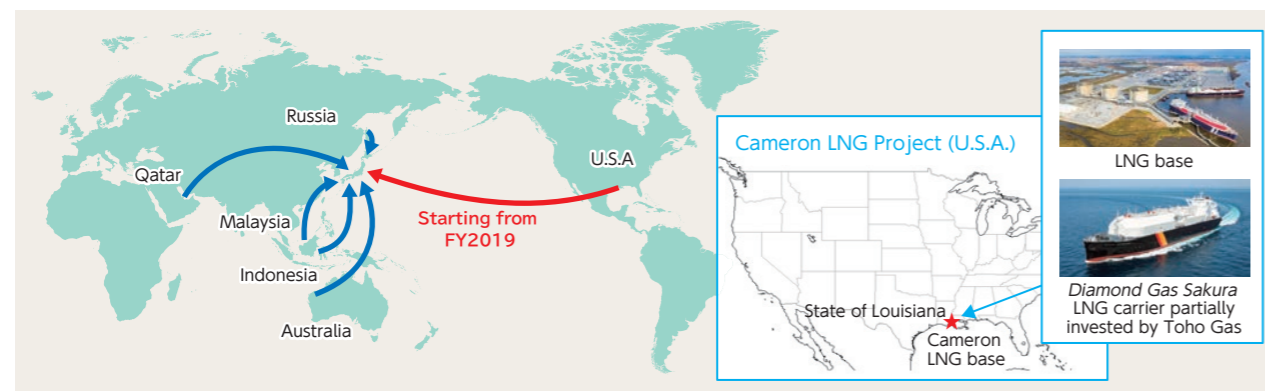 Russia
Qatar
Malaysia
Indonesia
Australia
U.S.A
Starting from
FY2019
Cameron LNG Project (U.S.A.)
State of Louisiana
Cameron
LNG base
LNG base
Diamond Gas Sakura
LNG carrier partially
invested by Toho Gas